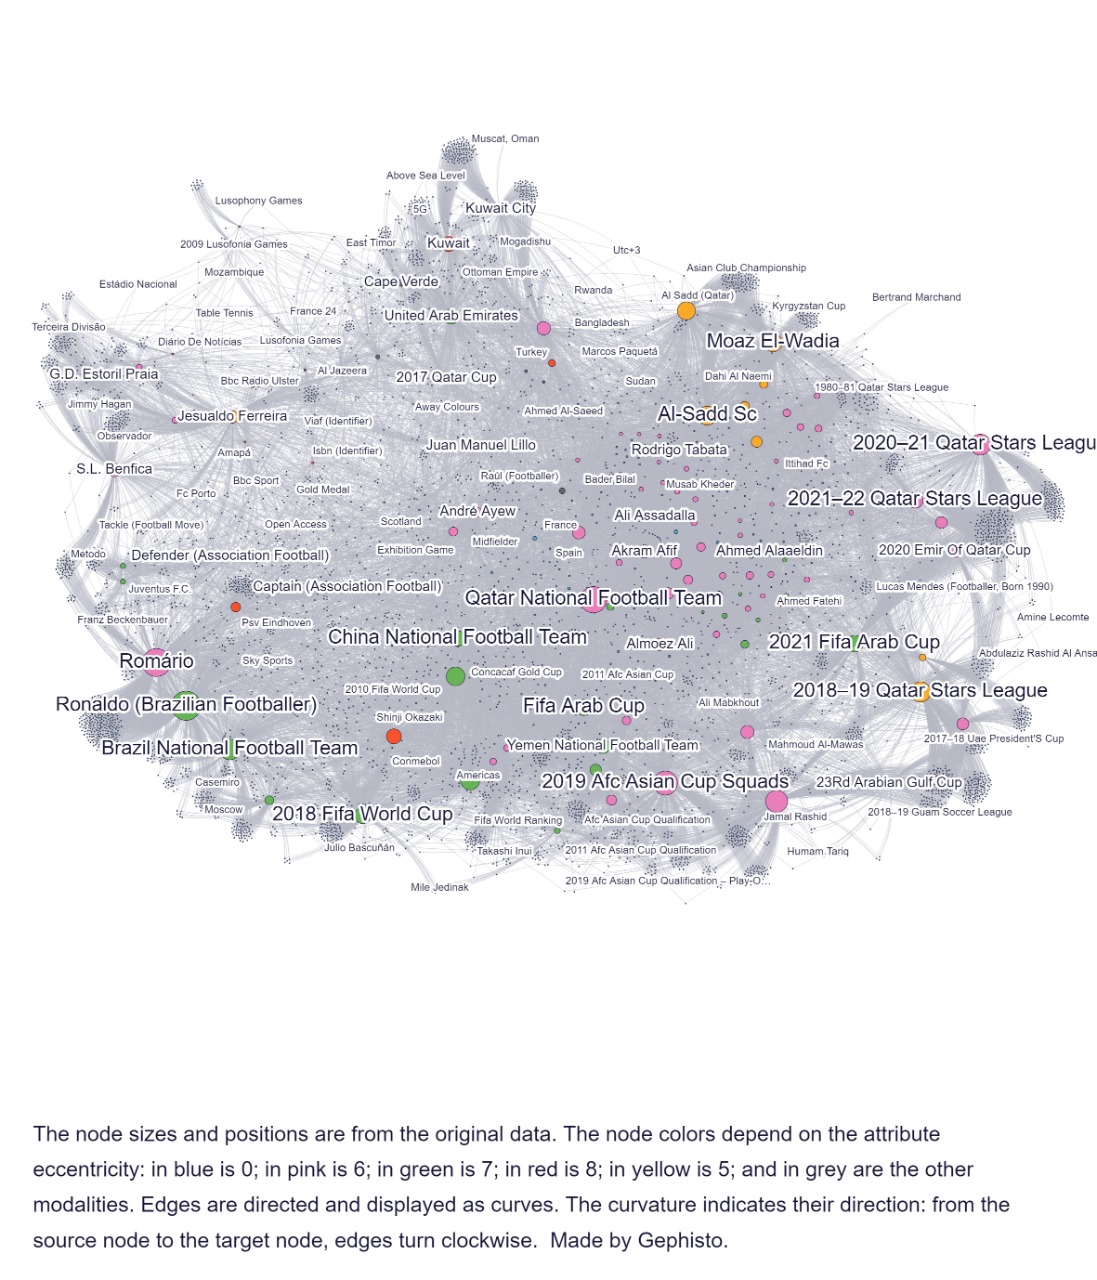 Muscat, Oman
Above Sea Level
Lusophony Games
5G
Kuwait City
2009 Lusofonia Games
East Timor
Kuwait
Mogadishu
Utc+3
Mozambique
Ottoman Empire
Asian Club Championship
Estádio Nacional
Cape Verde
Rwanda
Al Sadd (Qatar)
Bertrand Marchand
Table Tennis
France 24
United Arab Emirates
Kyrgyzstan Cup
Terceira Divisão
Bangladesh
Diário De Notícias
Lusofonia Games
Moaz El-Wadia
Turkey
Marcos Paquetá
G.D. Estoril Praia
Bbc Radio Ulster
Al Jazeera
2017 Qatar Cup
Sudan
Dahi Al Naemi
1980–81 Qatar Stars League
Jimmy Hagan
Jesualdo Ferreira
Away Colours
Ahmed Al-Saeed
Al-Sadd Sc
Observador
Viaf (Identifier)
Amapá
Isbn (Identifier)
Juan Manuel Lillo
Rodrigo Tabata
2020–21 Qatar Stars Leagu
S.L. Benfica
Ittihad Fc
Bbc Sport
Raúl (Footballer)
Bader Bilal
Musab Kheder
Fc Porto
Gold Medal
2021–22 Qatar Stars League
Tackle (Football Move)
Open Access
Scotland
André Ayew
France
Ali Assadalla
Metodo
Defender (Association Football)
Exhibition Game
Midfielder
Spain
Akram Afif
Ahmed Alaaeldin
2020 Emir Of Qatar Cup
Juventus F.C.
Captain (Association Football)
Lucas Mendes (Footballer, Born 1990)
Franz Beckenbauer
Psv Eindhoven
Qatar National Football Team
Ahmed Fatehi
Amine Lecomte
China National Football Team
Almoez Ali
2021 Fifa Arab Cup
Abdulaziz Rashid Al Ansa
Romário
Sky Sports
Concacaf Gold Cup
2011 Afc Asian Cup
2010 Fifa World Cup
2018–19 Qatar Stars League
Ronaldo (Brazilian Footballer)
Shinji Okazaki
Fifa Arab Cup
Ali Mabkhout
Brazil National Football Team
Yemen National Football Team
Mahmoud Al-Mawas
2017–18 Uae President'S Cup
Conmebol
Casemiro
Americas
2019 Afc Asian Cup Squads
23Rd Arabian Gulf Cup
Moscow
2018 Fifa World Cup
Fifa World Ranking
Afc Asian Cup Qualification
Jamal Rashid
2018–19 Guam Soccer League
Julio Bascuñán
Takashi Inui
2011 Afc Asian Cup Qualification
Humam Tariq
Mile Jedinak
2019 Afc Asian Cup Qualification – Play-O...
The node sizes and positions are from the original data. The node colors depend on the attribute
eccentricity: in blue is 0; in pink is 6; in green is 7; in red is 8; in yellow is 5; and in grey are the other
modalities. Edges are directed and displayed as curves. The curvature indicates their direction: from the
source node to the target node, edges turn clockwise.  Made by Gephisto.